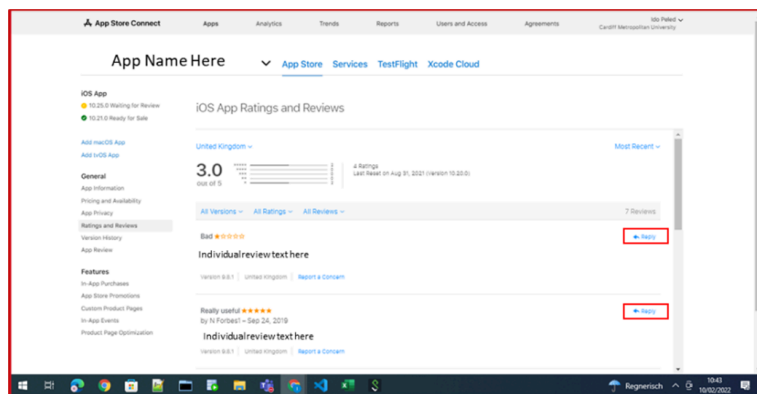 App Store Connect
Apps
Analytics
Trends
Reports
Users and Access
Agreements
Ido Peled
Cardiff Metropolitan University
App Name Here
App Store
Services
TestFlight
Xcode Cloud
iOS App
10.25.0 Waiting for Review
10.21.0 Ready for Sale
Add macOS App
Add tvOS App
General
App Information
Pricing and Availability
App Privacy
Ratings and Reviews
Version History
App Review
Features
In-App Purchases
App Store Promotions
Custom Product Pages
In-App Events
Product Page Optimization
iOS App Ratings and Reviews
United Kingdom
Most Recent
3.0
out of 5
4 Ratings
Last Reset on Aug 31, 2021 (Version 10.20.0).
All Versions
All Ratings
All Reviews
7 Reviews
Bad
Reply
Individual review text here
Version 9.9.1
United Kingdom
Report a Concern
Really useful
Reply
by N Forbes1 – Sep 24, 2019
Individual review text here
Version 9.8.1
United Kingdom
Report a Concern
Regnerisch
10:43
10/02/2022